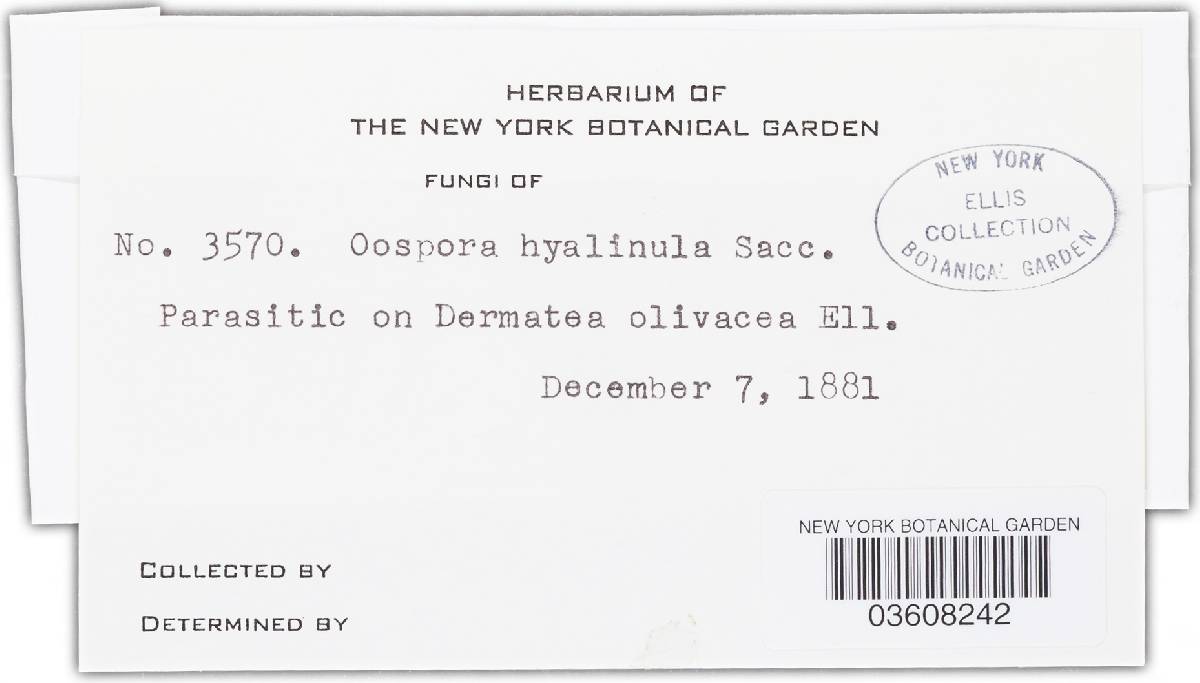 HERBARIUM OF
THE NEW YORK BOTANICAL GARDEN
FUNGI OF
NEW YORK
ELLIS
COLLECTION
BOTANICAL GARDEN
No. 3570. Oospora hyalinula Sacc.
Parasitic on Dermatea olivacea Ell.
December 7, 1881
COLLECTED BY
DETERMINED BY
NEW YORK BOTANICAL GARDEN
03608242